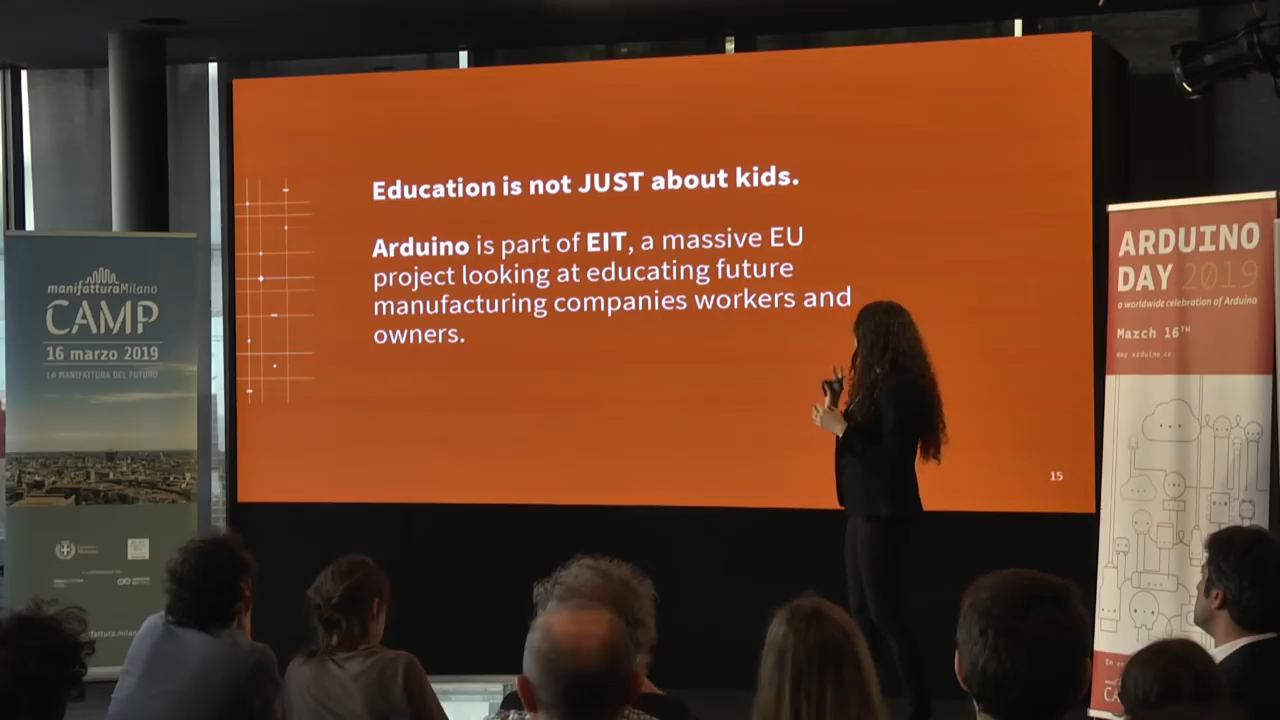 Education is not JUST about kids.
Arduino is part of EIT, a massive EU
project looking at educating future
manufacturing companies workers and
owners.
15
manifatturaMilano
CAMP
16 marzo 2019
LA MANIFATTURA DEL FUTURO
ARDUINO
DAY 2019
a worldwide celebration of Arduino
March 16TH
day arduino.cc